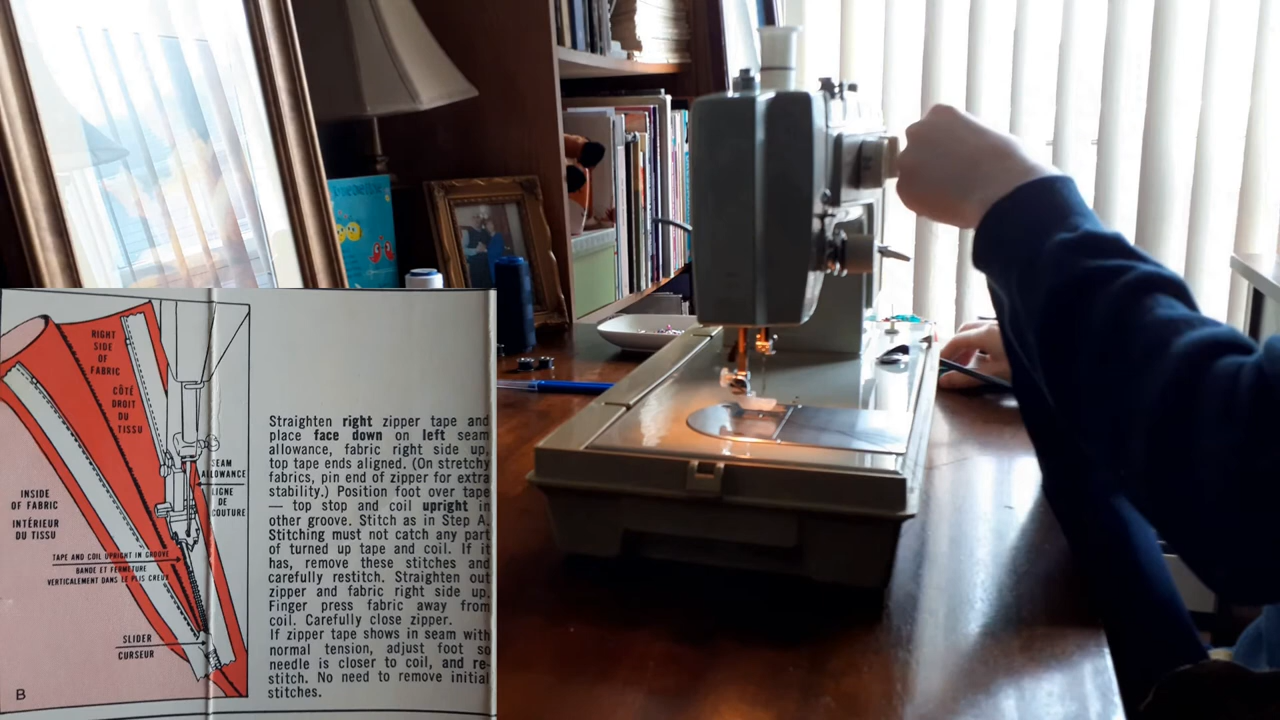 RIGHT
SIDE
OF
FABRIC
CÔTÉ
DROIT
DU
TISSU
SEAM
ALLOWANCE
LIGNE
DE
COUTURE
INSIDE
OF FABRIC
INTÉRIEUR
DU TISSU
TAPE AND COIL UPRIGHT IN GROOVE
BANDE ET FERMETURE
VERTICALEMENT DANS LE PLIS CREUX
SLIDER
CURSEUR
B
Straighten right zipper tape and
place face down on left seam
allowance, fabric right side up,
top tape ends aligned. (On stretchy
fabrics, pin end of zipper for extra
stability.) Position foot over tape
— top stop and coil upright in
other groove. Stitch as in Step A.
Stitching must not catch any part
of turned up tape and coil. If it
has, remove these stitches and
carefully restitch. Straighten out
zipper and fabric right side up.
Finger press fabric away from
coil. Carefully close zipper.
If zipper tape shows in seam with
normal tension, adjust foot so
needle is closer to coil, and re-
stitch. No need to remove initial
stitches.